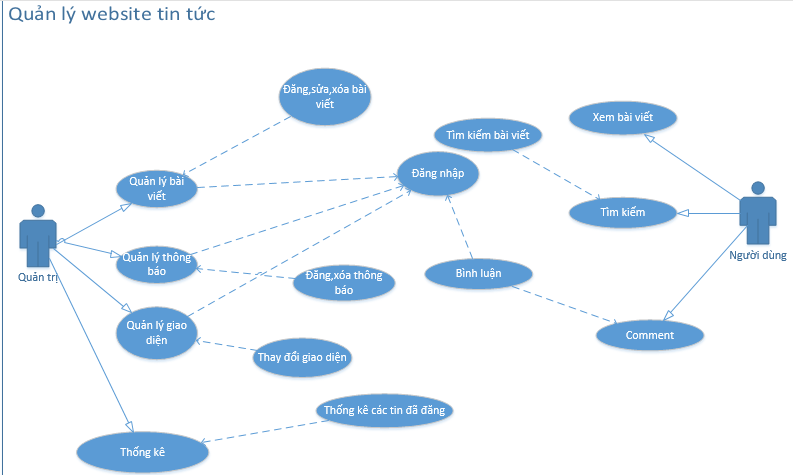 Quản lý website tin tức
Đăng,sửa,xóa bài
viết
Xem bài viết
Tìm kiếm bài viết
Đăng nhập
Quản lý bài
viết
Tìm kiếm
Quản trị
Quản lý thông
báo
Người dùng
Bình luận
Đăng,xóa thông
báo
Quản lý giao
diện
Comment
Thay đổi giao diện
Thống kê các tin đã đăng
Thống kê